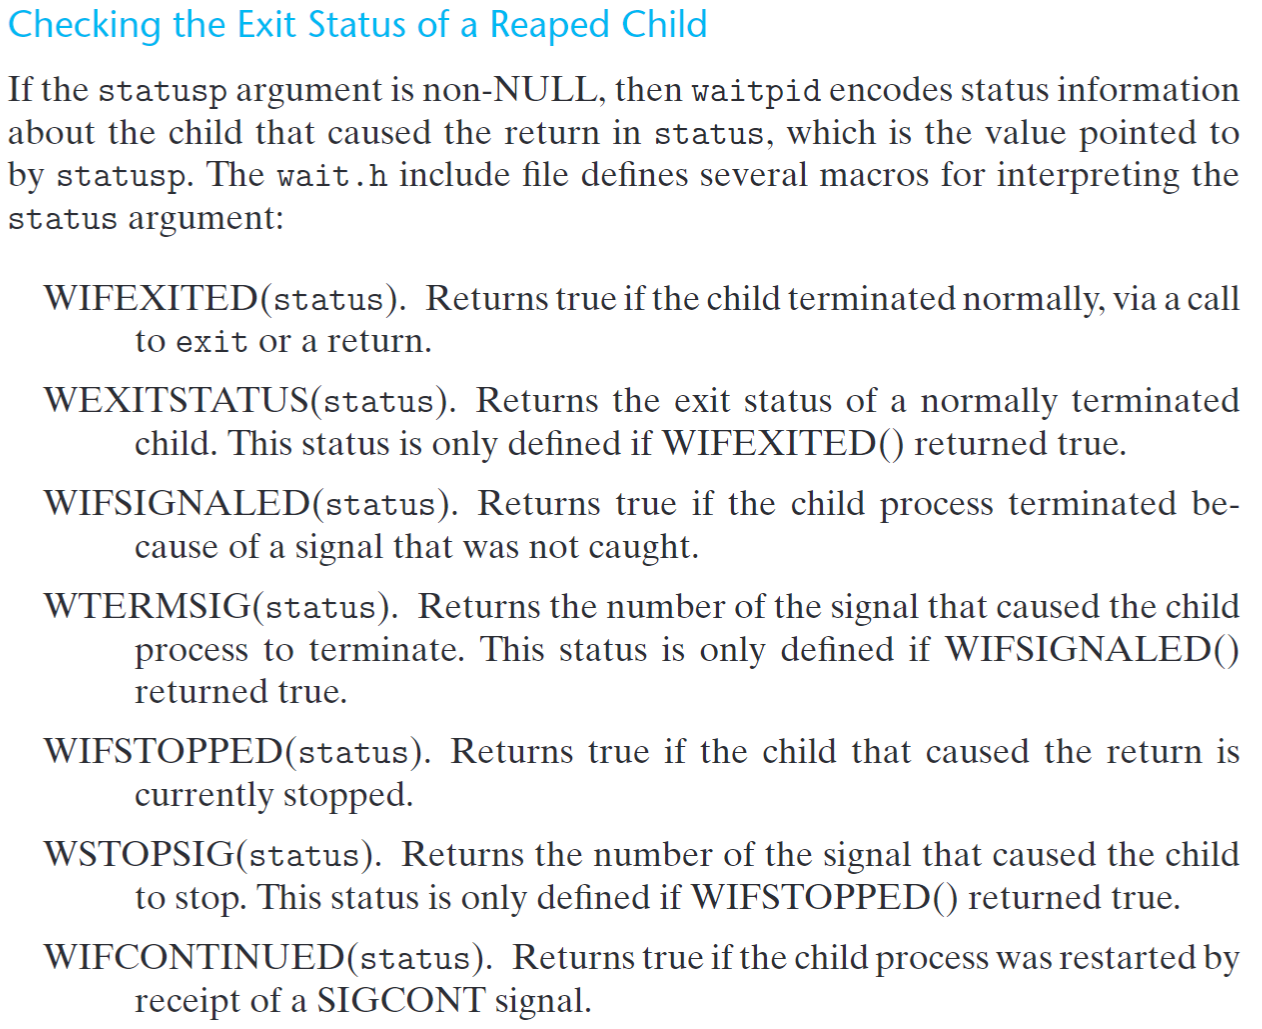 Checking the Exit Status of a Reaped Child
If the statusp argument is non-NULL, then waitpid encodes status information
about the child that caused the return in status, which is the value pointed to
by statusp. The wait.h include file defines several macros for interpreting the
status argument:
WIFEXITED(status). Returns true if the child terminated normally, via a call
to exit or a return.
WEXITSTATUS(status). Returns the exit status of a normally terminated
child. This status is only defined if WIFEXITED() returned true.
WIFSIGNALED(status). Returns true if the child process terminated be-
cause of a signal that was not caught.
WTERMSIG(status). Returns the number of the signal that caused the child
process to terminate. This status is only defined if WIFSIGNALED()
returned true.
WIFSTOPPED(status). Returns true if the child that caused the return is
currently stopped.
WSTOPSIG(status). Returns the number of the signal that caused the child
to stop. This status is only defined if WIFSTOPPED() returned true.
WIFCONTINUED(status). Returns true if the child process was restarted by
receipt of a SIGCONT signal.